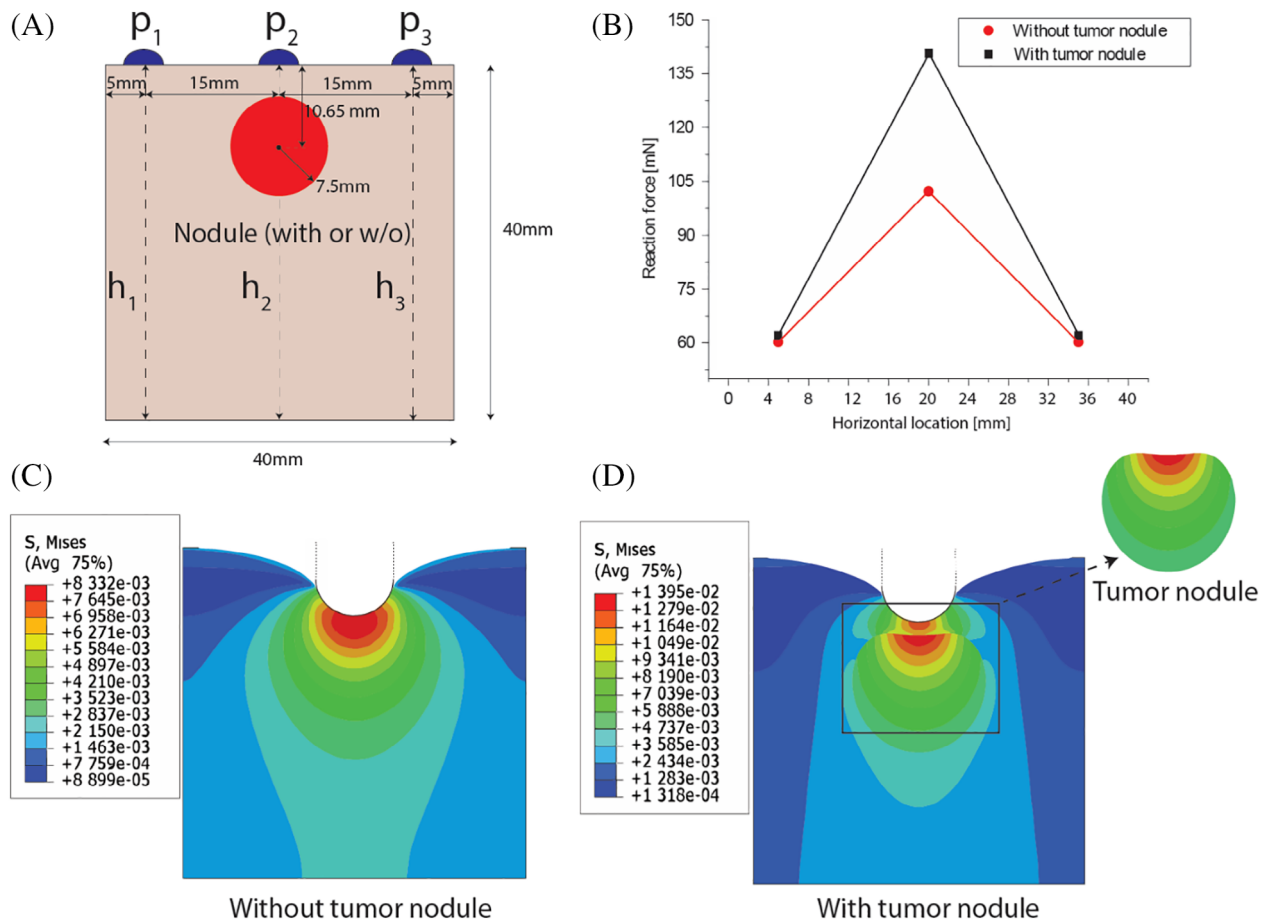 (A)
p1 p2 p3
5mm 15mm 15mm 5mm
10.65 mm
7.5mm
Nodule (with or w/o)
40mm
h1 h2 h3
40mm
(B)
150
135
120
105
90
75
60
Reaction force [mN]
Without tumor nodule
With tumor nodule
0 4 8 12 16 20 24 28 32 36 40
Horizontal location [mm]
(C)
S, Mises
(Avg 75%)
+8 332e-03
+7 645e-03
+6 958e-03
+6 271e-03
+5 584e-03
+4 897e-03
+4 210e-03
+3 523e-03
+2 837e-03
+2 150e-03
+1 463e-03
+7 759e-04
+8 899e-05
Without tumor nodule
(D)
S, Mises
(Avg 75%)
+1 395e-02
+1 279e-02
+1 164e-02
+1 049e-02
+9 341e-03
+8 190e-03
+7 039e-03
+5 888e-03
+4 737e-03
+3 585e-03
+2 434e-03
+1 283e-03
+1 318e-04
Tumor nodule
With tumor nodule